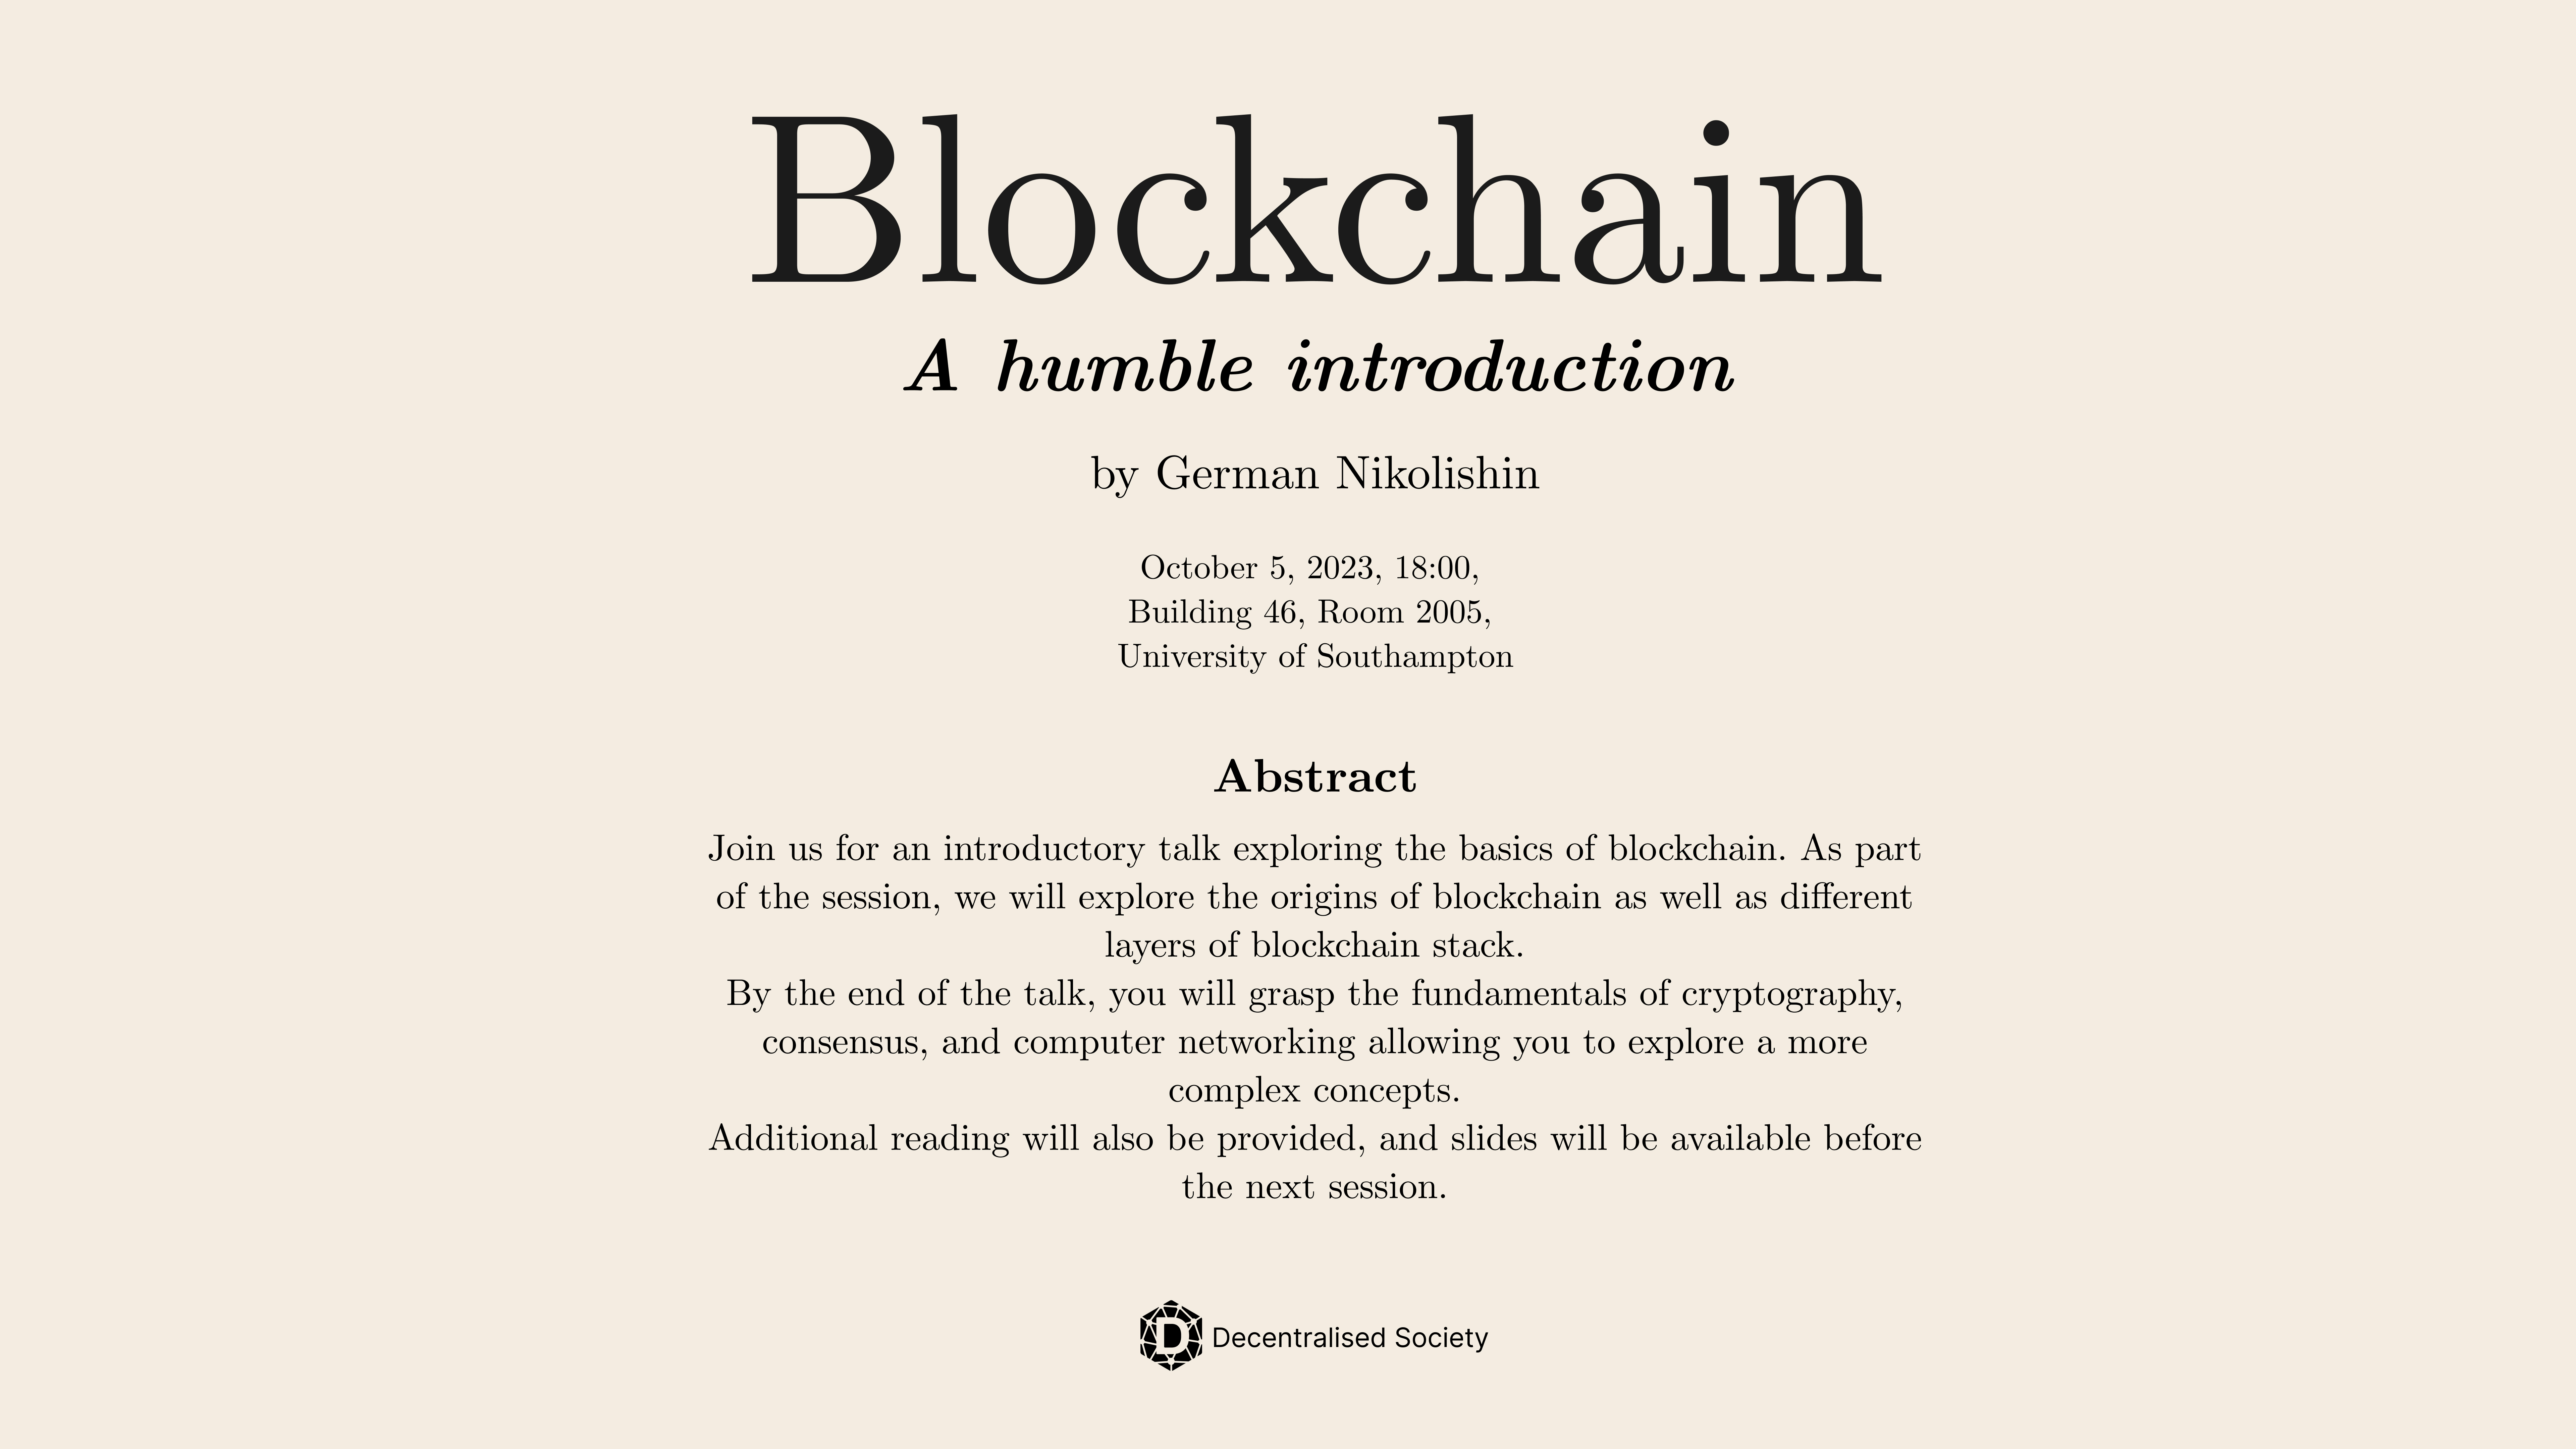 Blockchain
A humble introduction
by German Nikolishin
October 5, 2023, 18:00,
Building 46, Room 2005,
University of Southampton
Abstract
Join us for an introductory talk exploring the basics of blockchain. As part
of the session, we will explore the origins of blockchain as well as different
layers of blockchain stack.
By the end of the talk, you will grasp the fundamentals of cryptography,
consensus, and computer networking allowing you to explore a more
complex concepts.
Additional reading will also be provided, and slides will be available before
the next session.
D Decentralised Society